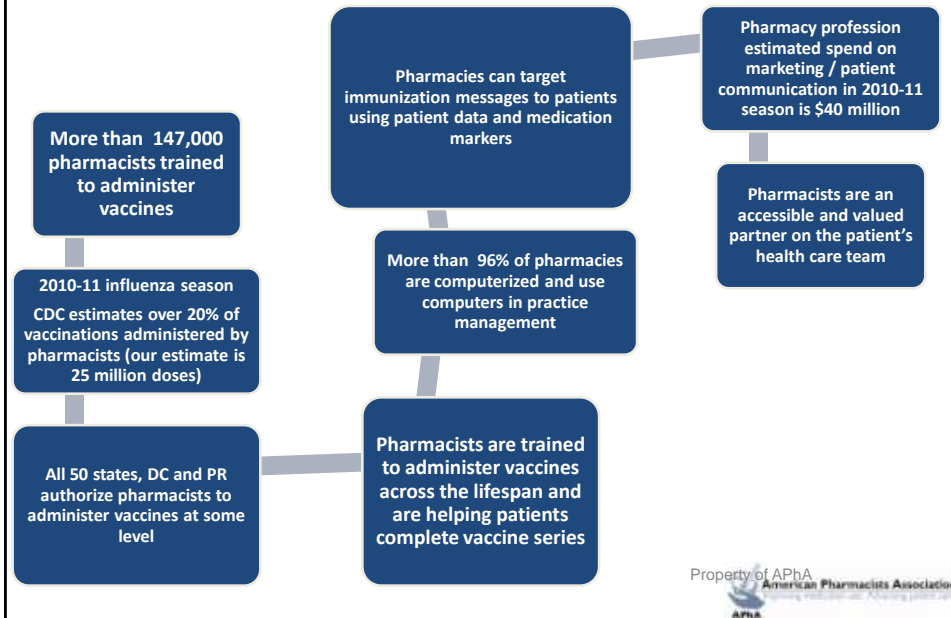 More than 147,000
pharmacists trained
to administer
vaccines
2010-11 influenza season
CDC estimates over 20% of
vaccinations administered by
pharmacists (our estimate is
25 million doses)
All 50 states, DC and PR
authorize pharmacists to
administer vaccines at some
level
Pharmacists are trained
to administer vaccines
across the lifespan and
are helping patients
complete vaccine series
More than 96% of pharmacies
are computerized and use
computers in practice
management
Pharmacies can target
immunization messages to patients
using patient data and medication
markers
Pharmacy profession
estimated spend on
marketing / patient
communication in 2010-11
season is $40 million
Pharmacists are an
accessible and valued
partner on the patient's
health care team
Property of APhA
American Pharmacists Associatio
APhA